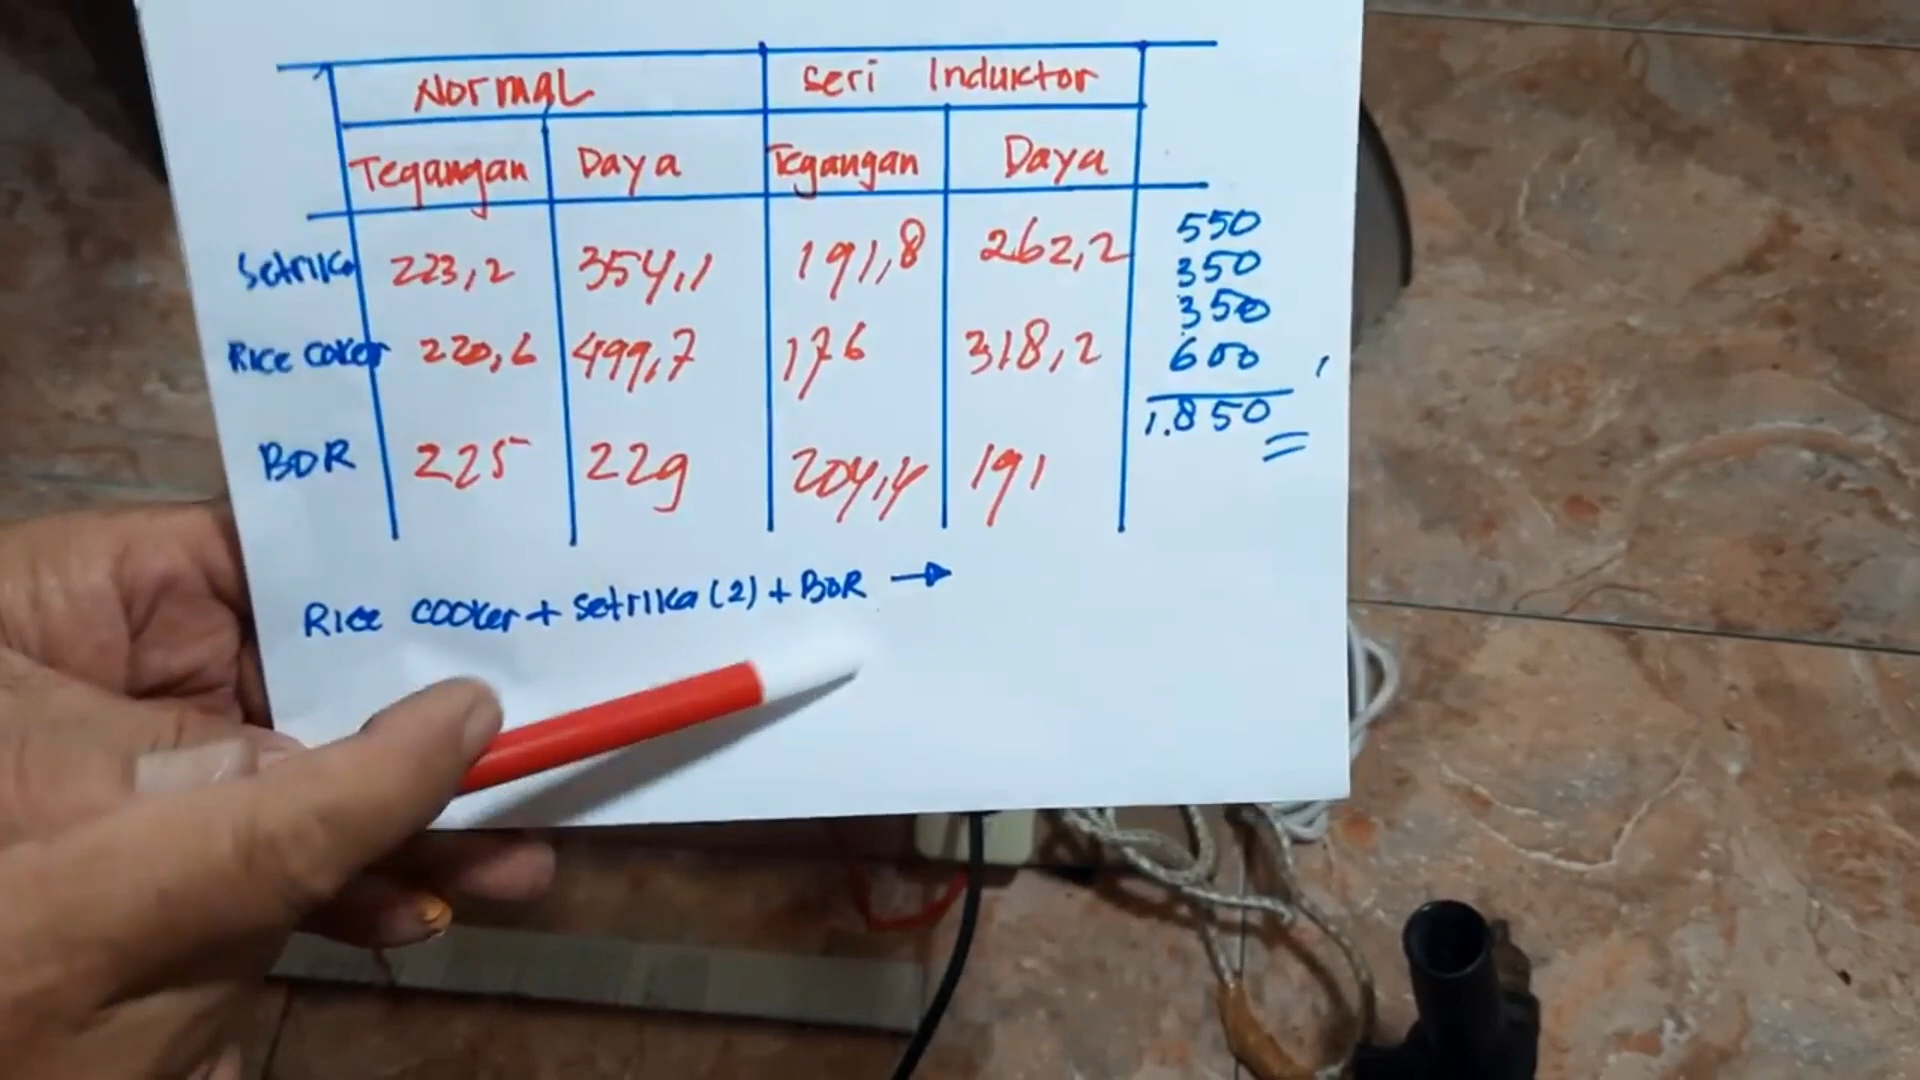 Normal Seri Induktor
Tegangan Daya Tegangan Daya
Setrika 223,2 354,1 191,8 262,2
Rice coker 220,6 499,7 176 318,2
BOR 225 229 204,4 191
550
350
350
600
1.850
Rice cooker + setrika (2) + BOR →